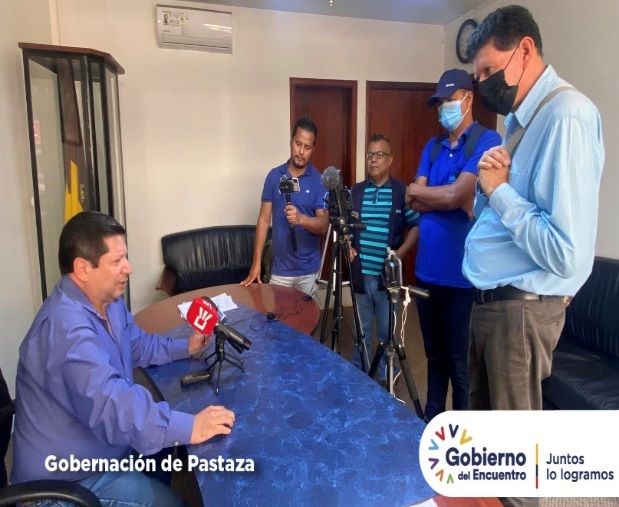 Gobernación de Pastaza
Gobierno
del Encuentro
Juntos
lo logramos